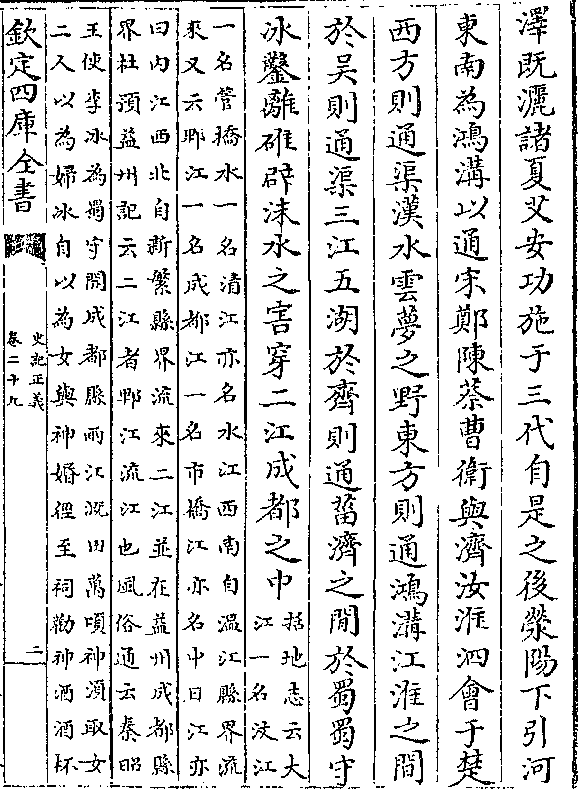 澤既灑諸夏艾安功施于三代自是之後滎陽下引河
東南為鴻溝以通宋鄭陳蔡曹衛與濟汝淮泗會于楚
西方則通渠漢水雲夢之野東方則通鴻溝江淮之間
於吴則通渠三江五湖於齊則通菑濟之間於蜀蜀守
冰鑿離碓辟沫水之害穿二江成都之中
括地志云大
江一名汶江
一名管橋水一名清江亦名水江西南自温江縣界流
來又云郫江一名成都江一名市橋江亦名中日江亦
曰内江西北自新繁縣界流來二江並在益州成都縣
界杜預益州記云二江者郫江流江也風俗通云秦昭
王使李冰為蜀守開成都縣兩江溉田萬頃神須取女
二人以為婦冰自以為女與神婚徑至祠勸神酒酒杯
欽定四庫全書
史記正義
卷二十九
二